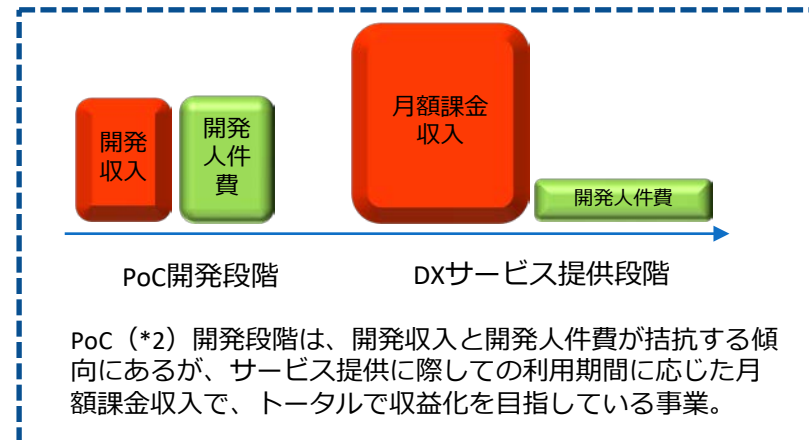 開発
収入
開発
人件
費
月額課金
収入
開発人件費
PoC開発段階
DXサービス提供段階
PoC（*2）開発段階は、開発収入と開発人件費が拮抗する傾
向にあるが、サービス提供に際しての利用期間に応じた月
額課金収入で、トータルで収益化を目指している事業。